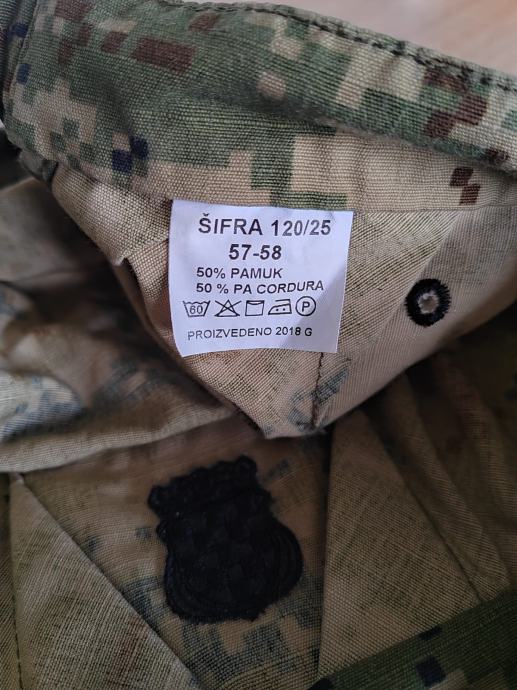 ŠIFRA 120/25
57-58
50% PAMUK
50 % PA CORDURA
60 P
PROIZVEDENO 2018 G